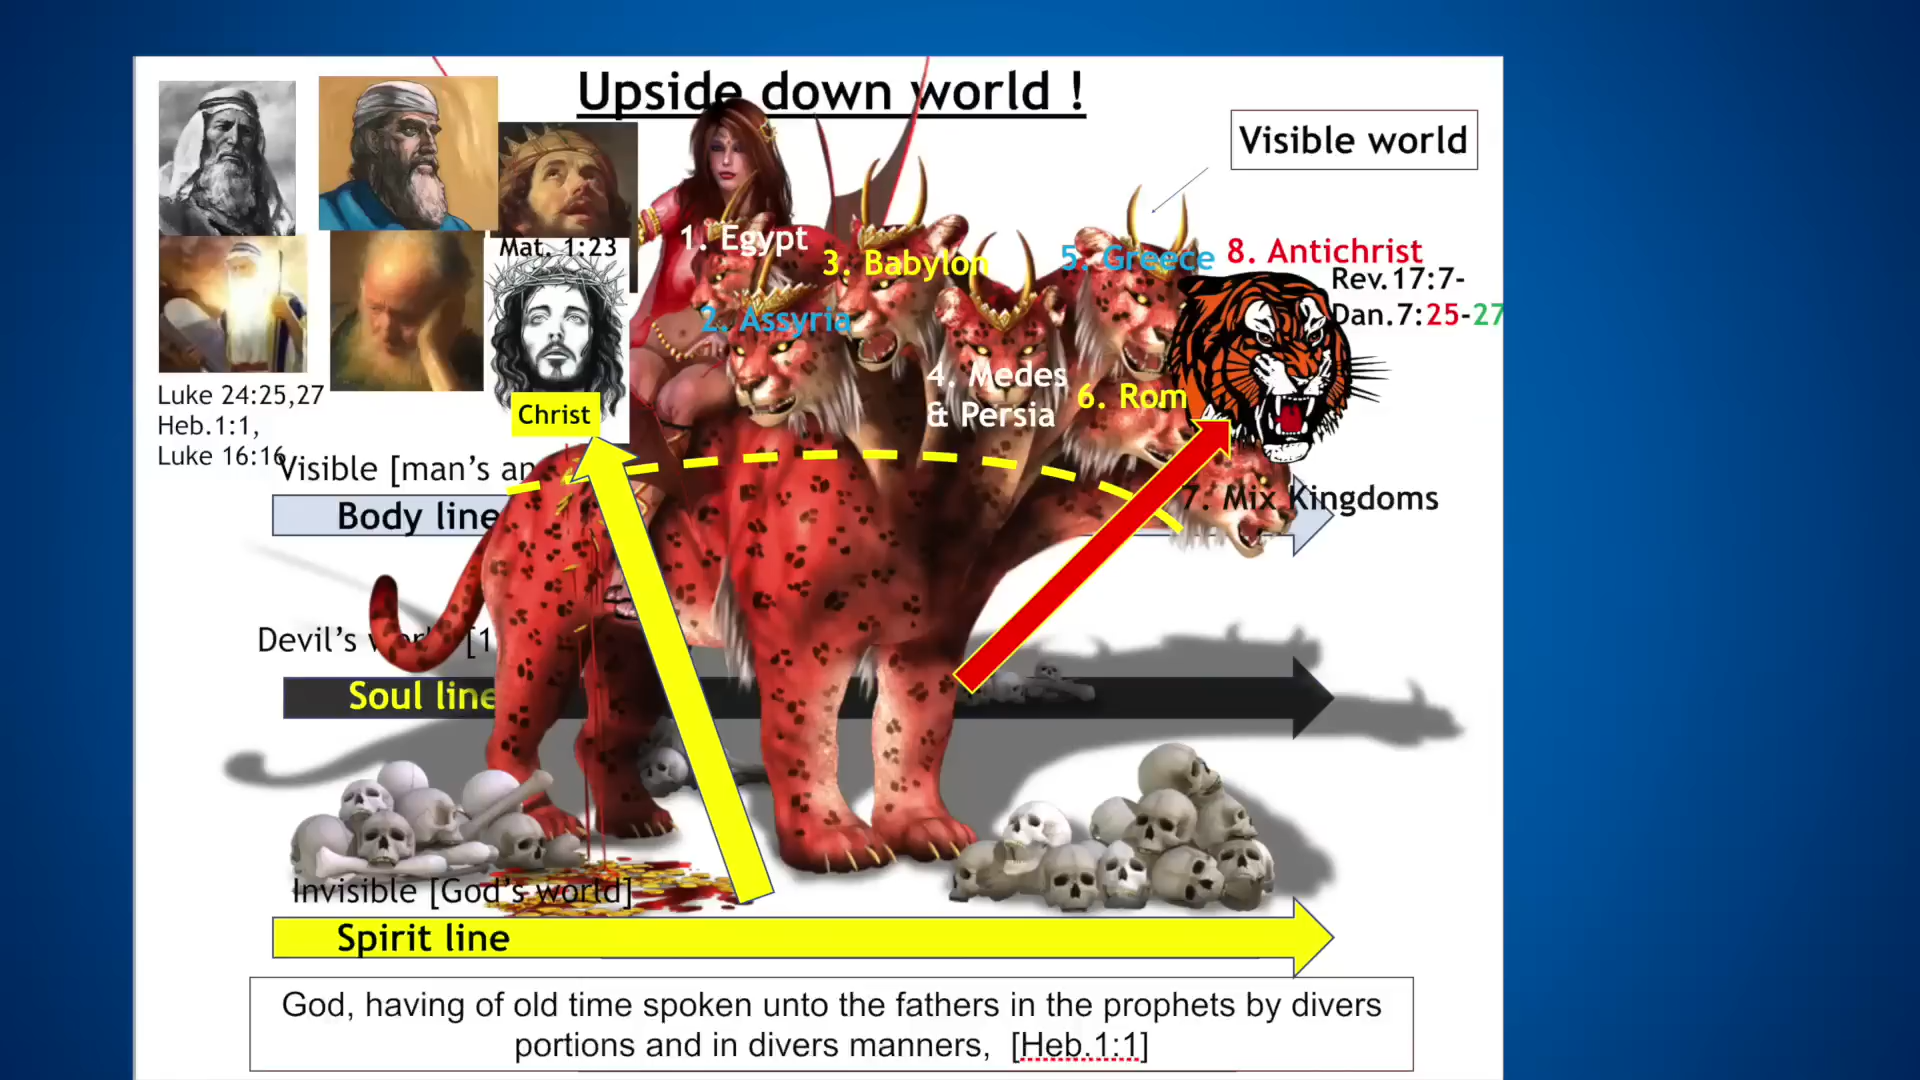 Upside down world !
Visible world
Mat. 1:23
1. Egypt
3. Babylon
5. Greece
8. Antichrist
Rev.17:7-
Dan.7:25-27
2. Assyria
4. Medes
& Persia
6. Rom
Luke 24:25,27
Heb.1:1,
Luke 16:16
Christ
Visible [man's an
Body line
7. Mix Kingdoms
Devil's [1
Soul line
Invisible [God's world]
Spirit line
God, having of old time spoken unto the fathers in the prophets by divers
portions and in divers manners, [Heb.1:1]